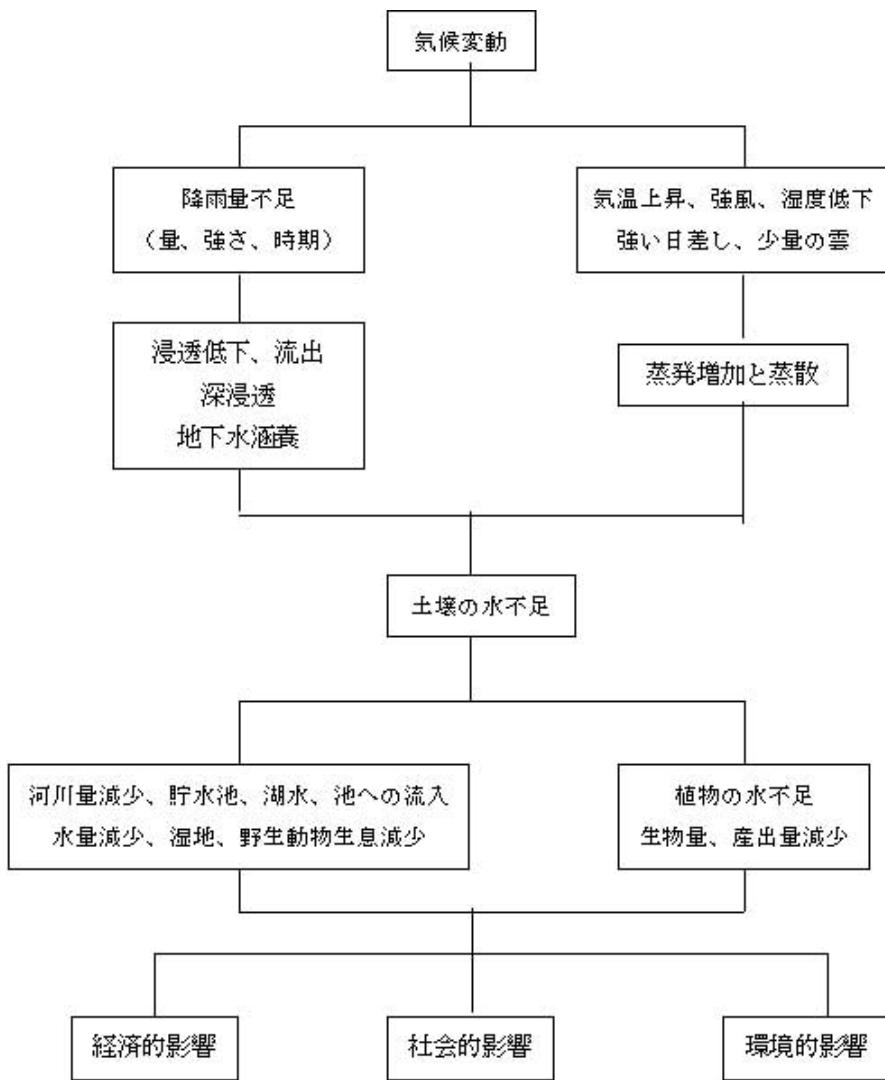 気候変動
降雨量不足
（量、強さ、時期）
気温上昇、強風、湿度低下
強い日差し、少量の雲
浸透低下、流出
深浸透
地下水涵養
蒸発増加と蒸散
土壌の水不足
河川量減少、貯水池、湖水、池への流入
水量減少、湿地、野生動物生息減少
植物の水不足
生物量、産出量減少
経済的影響
社会的影響
環境的影響